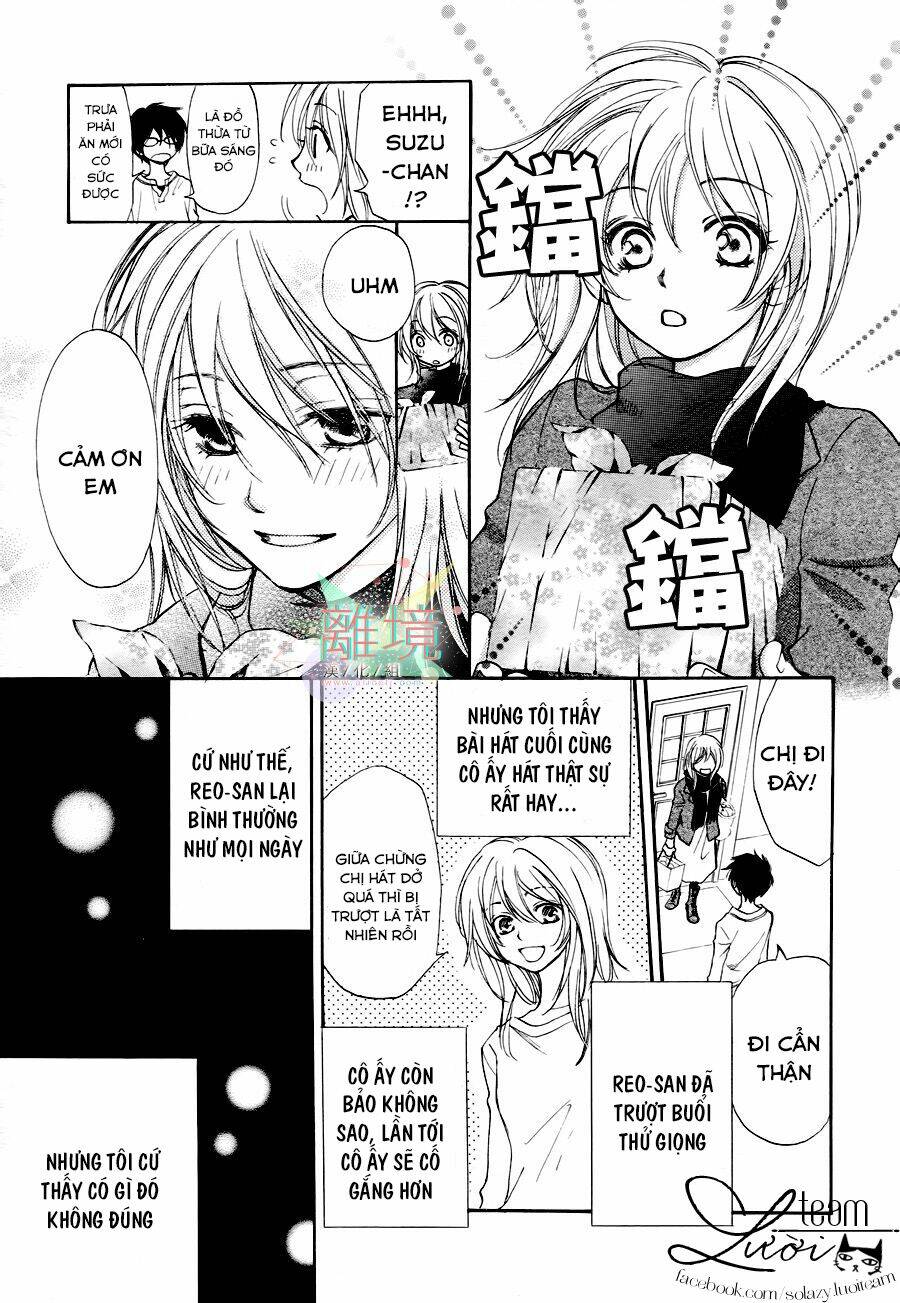 鐺
鐺
EHHH,
SUZU
-CHAN
!?
LÀ ĐỒ
THỪA TỪ
BỮA SÁNG
ĐÓ
TRƯA
PHẢI
ĂN MỚI
CÓ SỨC
ĐƯỢC
UHM
CẢM ƠN
EM
離境
漢/化/組
CHỊ ĐI
ĐÂY!
ĐI CẨN
THẬN
NHƯNG TÔI THẤY
BÀI HÁT CUỐI CÙNG
CÔ ẤY HÁT THẬT SỰ
RẤT HAY...
REO-SAN ĐÃ
TRƯỢT BUỔI
THỬ GIỌNG
GIỮA CHỪNG
CHỊ HÁT DỞ
QUÁ THÌ BỊ
TRƯỢT LÀ TẤT
NHIÊN RỒI
CÔ ẤY CÒN
BẢO KHÔNG
SAO, LẦN TỚI
CÔ ẤY SẼ CỐ
GẮNG HƠN
CỨ NHƯ THẾ,
REO-SAN LẠI
BÌNH THƯỜNG
NHƯ MỌI NGÀY
NHƯNG TÔI CỨ
THẤY CÓ GÌ ĐÓ
KHÔNG ĐÚNG
team
Lười
facebook.com/solazy.luoiteam